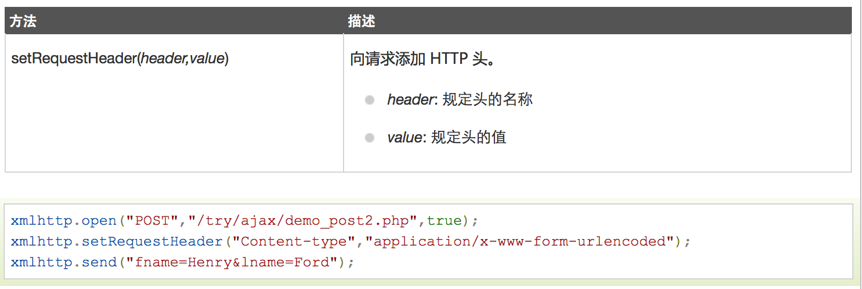 方法 描述
setRequestHeader(header,value) 向请求添加 HTTP 头。
header: 规定头的名称
value: 规定头的值
xmlhttp.open("POST","/try/ajax/demo_post2.php",true);
xmlhttp.setRequestHeader("Content-type","application/x-www-form-urlencoded");
xmlhttp.send("fname=Henry&lname=Ford");